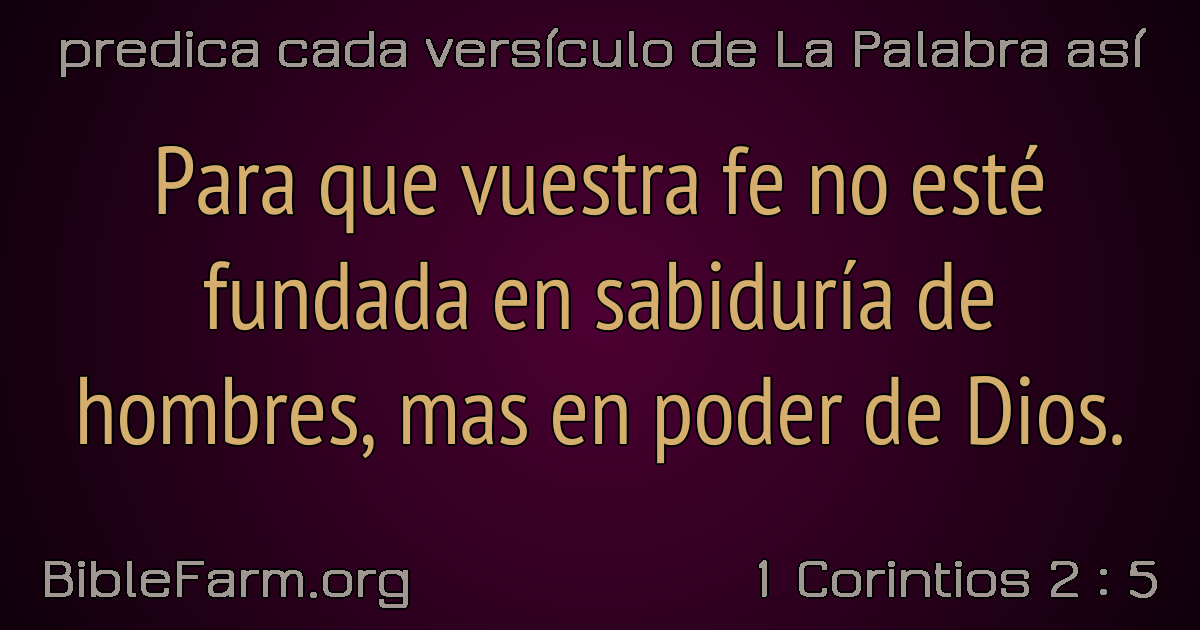 predica cada versículo de La Palabra así
Para que vuestra fe no esté
fundada en sabiduría de
hombres, mas en poder de Dios.
BibleFarm.org
1 Corintios 2 : 5